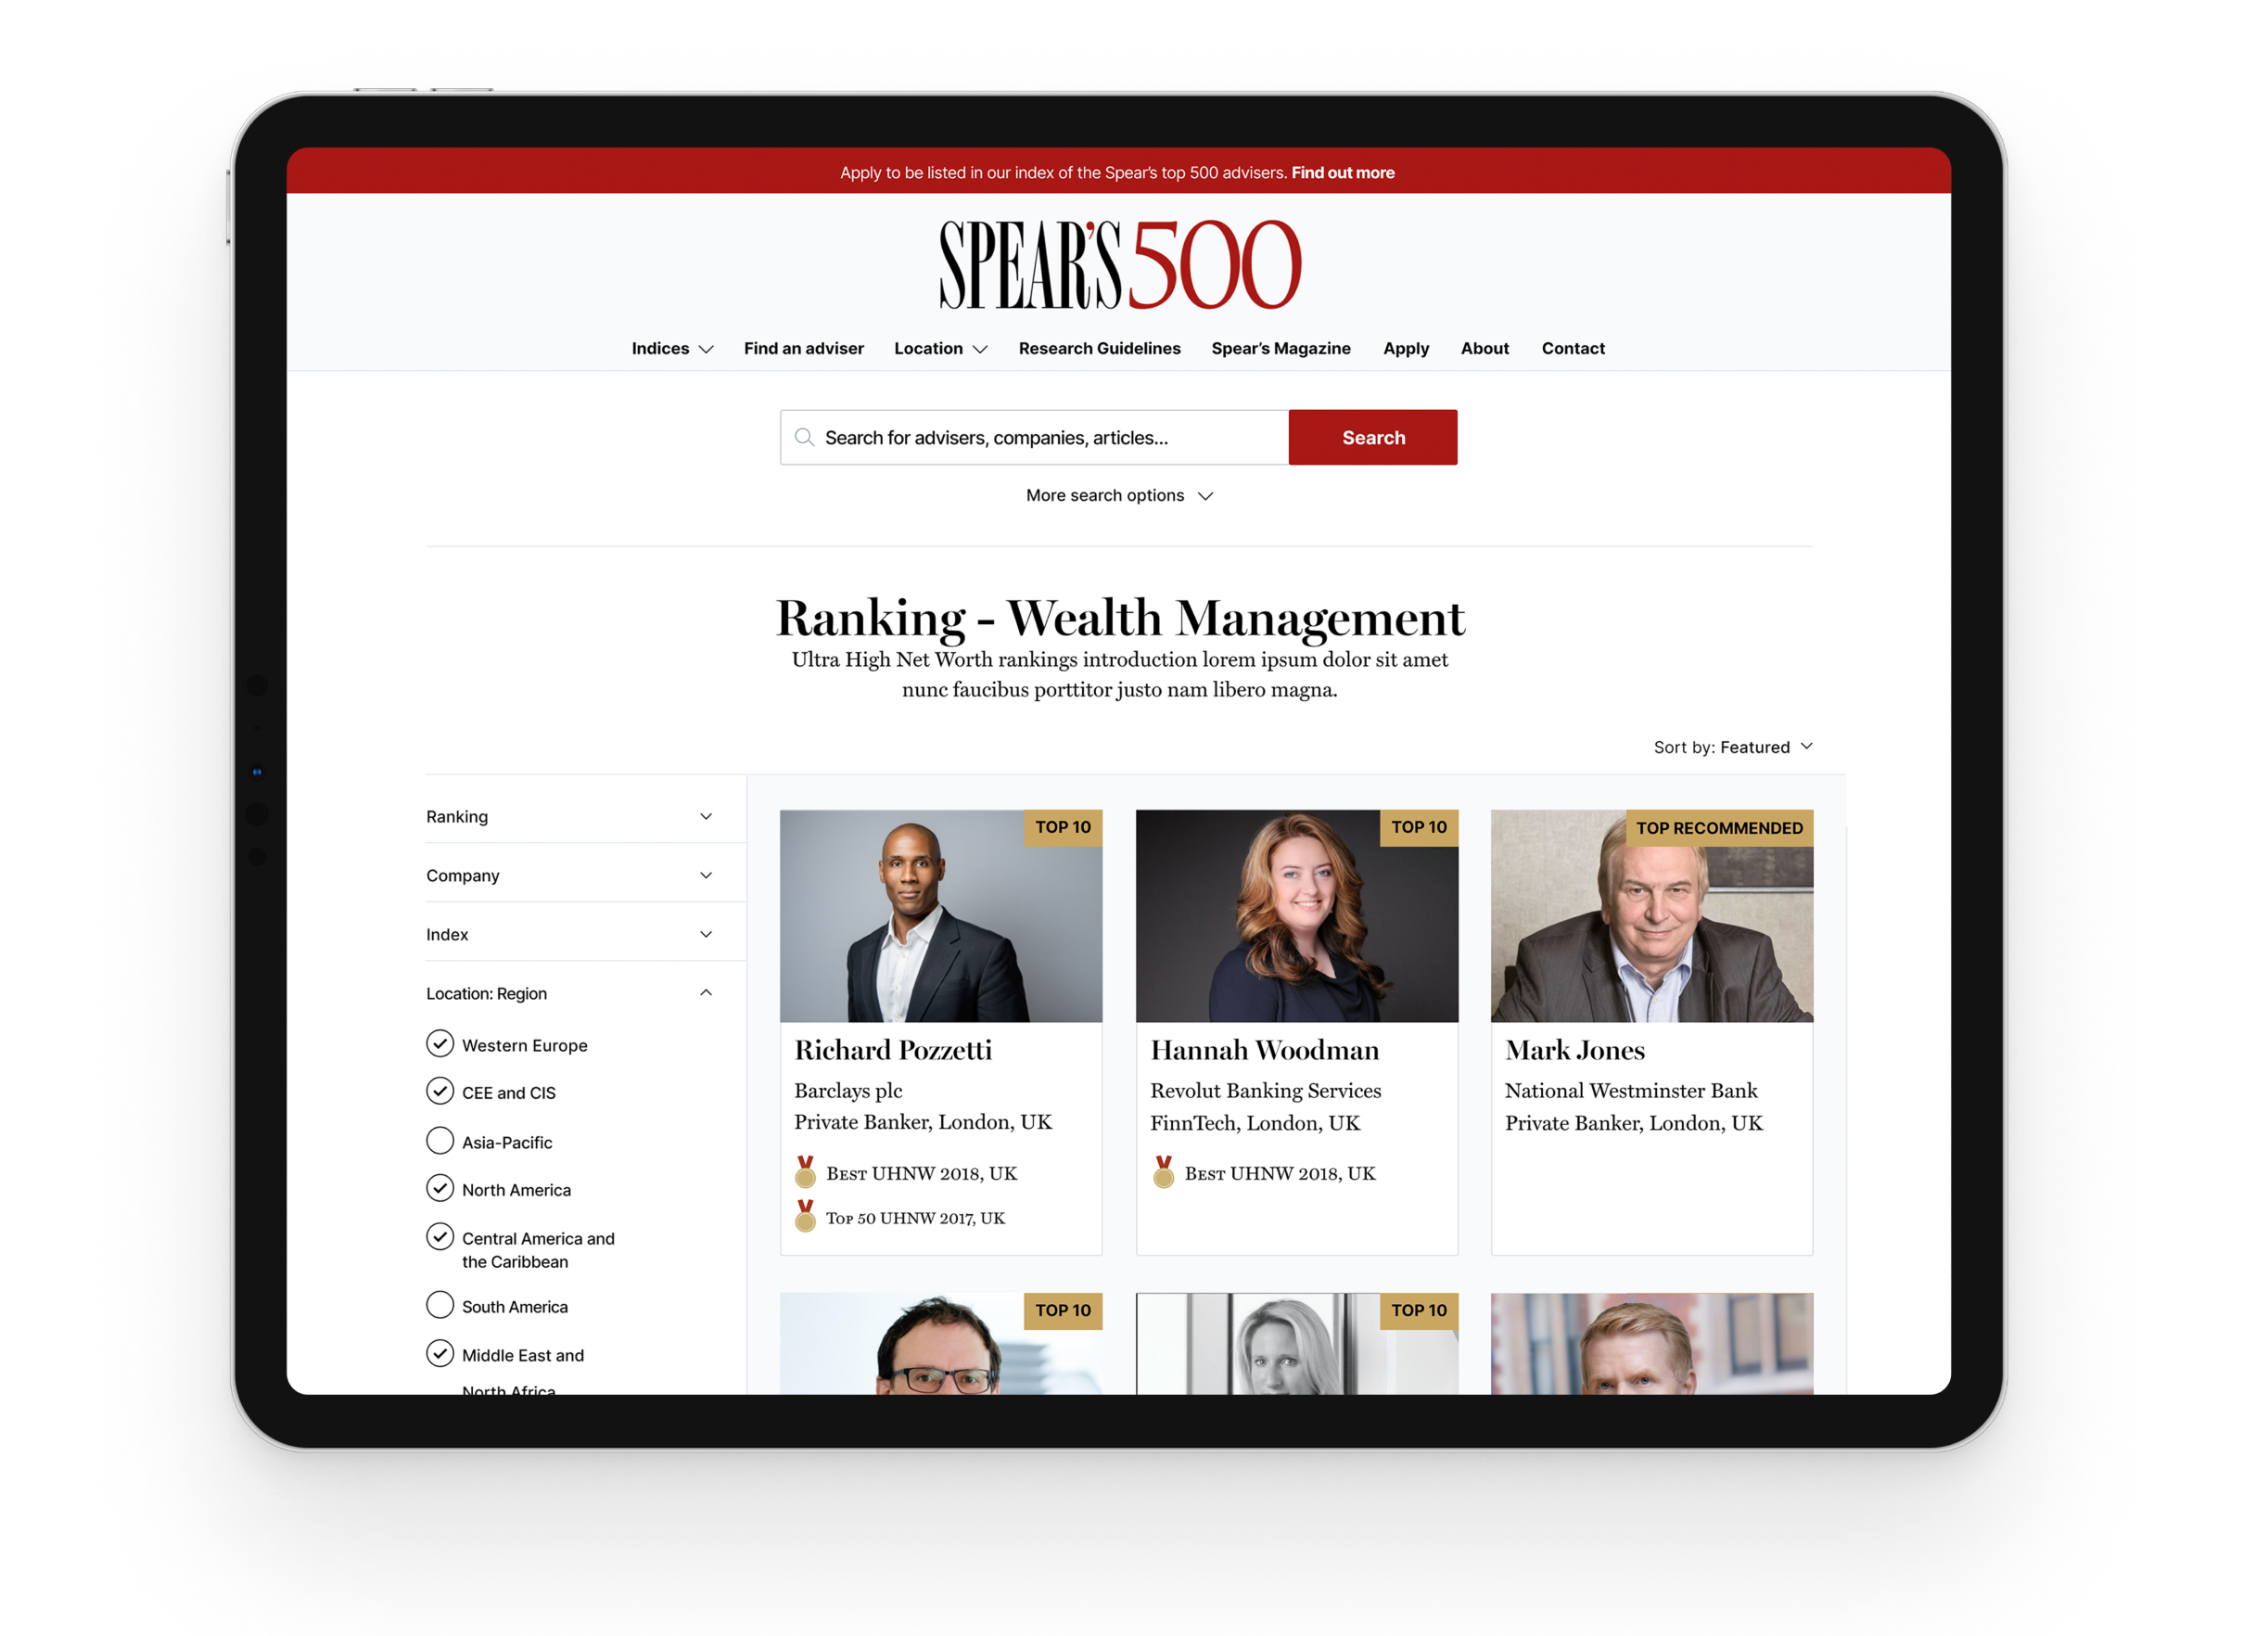 Apply to be listed in our index of the Spear's top 500 advisers. Find out more
SPEAR'S 500
Indices Find an adviser Location Research Guidelines Spear's Magazine Apply About Contact
Search for advisers, companies, articles... Search
More search options
Ranking - Wealth Management
Ultra High Net Worth rankings introduction lorem ipsum dolor sit amet
nunc faucibus porttitor justo nam libero magna.
Sort by: Featured
Ranking
Company
Index
Location: Region
Western Europe
CEE and CIS
Asia-Pacific
North America
Central America and
the Caribbean
South America
Middle East and
North Africa
TOP 10
Richard Pozzetti
Barclays plc
Private Banker, London, UK
Best UHNW 2018, UK
Top 50 UHNW 2017, UK
TOP 10
Hannah Woodman
Revolut Banking Services
FinnTech, London, UK
Best UHNW 2018, UK
TOP RECOMMENDED
Mark Jones
National Westminster Bank
Private Banker, London, UK
TOP 10
TOP 10